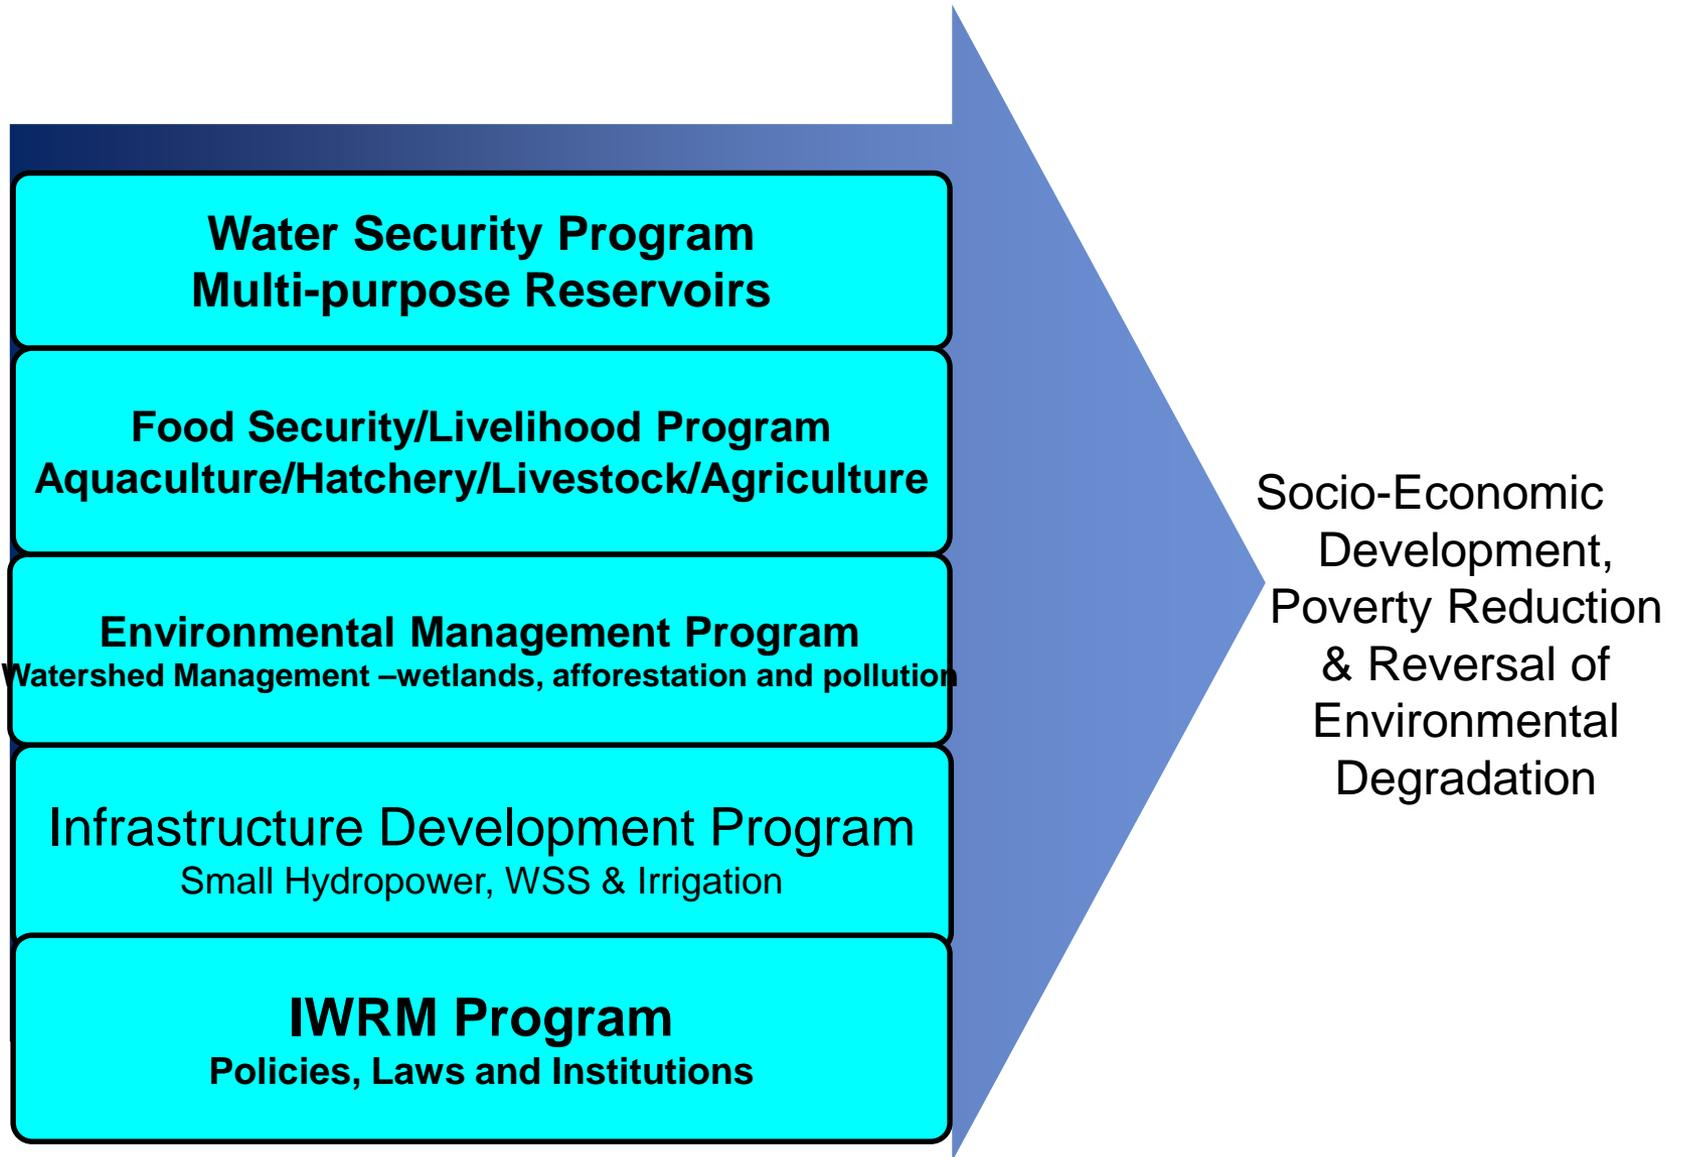 Water Security Program
Multi-purpose Reservoirs
Food Security/Livelihood Program
Aquaculture/Hatchery/Livestock/Agriculture
Environmental Management Program
Watershed Management –wetlands, afforestation and pollution
Infrastructure Development Program
Small Hydropower, WSS & Irrigation
IWRM Program
Policies, Laws and Institutions
Socio-Economic
Development,
Poverty Reduction
& Reversal of
Environmental
Degradation